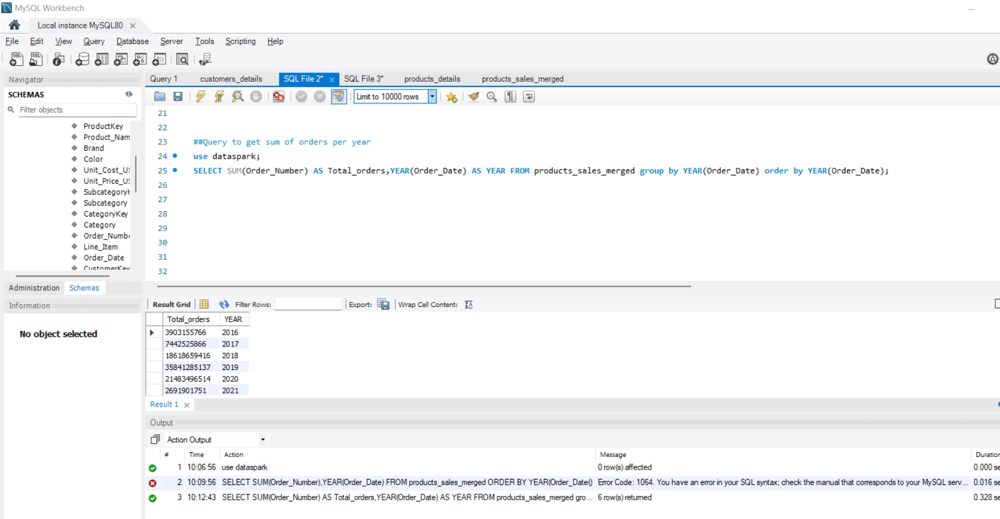 MySQL Workbench
Local instance MySQL80
File Edit View Query Database Server Tools Scripting Help
Navigator
SCHEMAS
Filter objects
ProductKey
Product_Nam
Brand
Color
Unit_Cost_U
Unit_Price_U
Subcategory
Subcategory
CategoryKey
Category
Order_Numb
Line_Item
Order_Date
CustomerKey
Administration Schemas
Information
No object selected
Query 1 customers_details SQL File 2* SQL File 3* products_details products_sales_merged
Limit to 10000 rows
21
22
23 ##Query to get sum of orders per year
24 use dataspark;
25 SELECT SUM(Order_Number) AS Total_orders,YEAR(Order_Date) AS YEAR FROM products_sales_merged group by YEAR(Order_Date) order by YEAR(Order_Date);
26
27
28
29
30
31
32
Result Grid Filter Rows: Export: Wrap Cell Content:
Total_orders YEAR
3903155766 2016
7442525866 2017
18618659416 2018
35841285137 2019
21483496514 2020
2691901751 2021
Result 1
Output
Action Output
# Time Action Message Duration
1 10:06:56 use dataspark 0 row(s) affected 0.000 se
2 10:09:56 SELECT SUM(Order_Number),YEAR(Order_Date) FROM products_sales_merged ORDER BY YEAR(Order_Date() Error Code: 1064. You have an error in your SQL syntax; check the manual that corresponds to your MySQL serv... 0.016 se
3 10:12:43 SELECT SUM(Order_Number) AS Total_orders,YEAR(Order_Date) AS YEAR FROM products_sales_merged gro... 6 row(s) returned 0.328 se